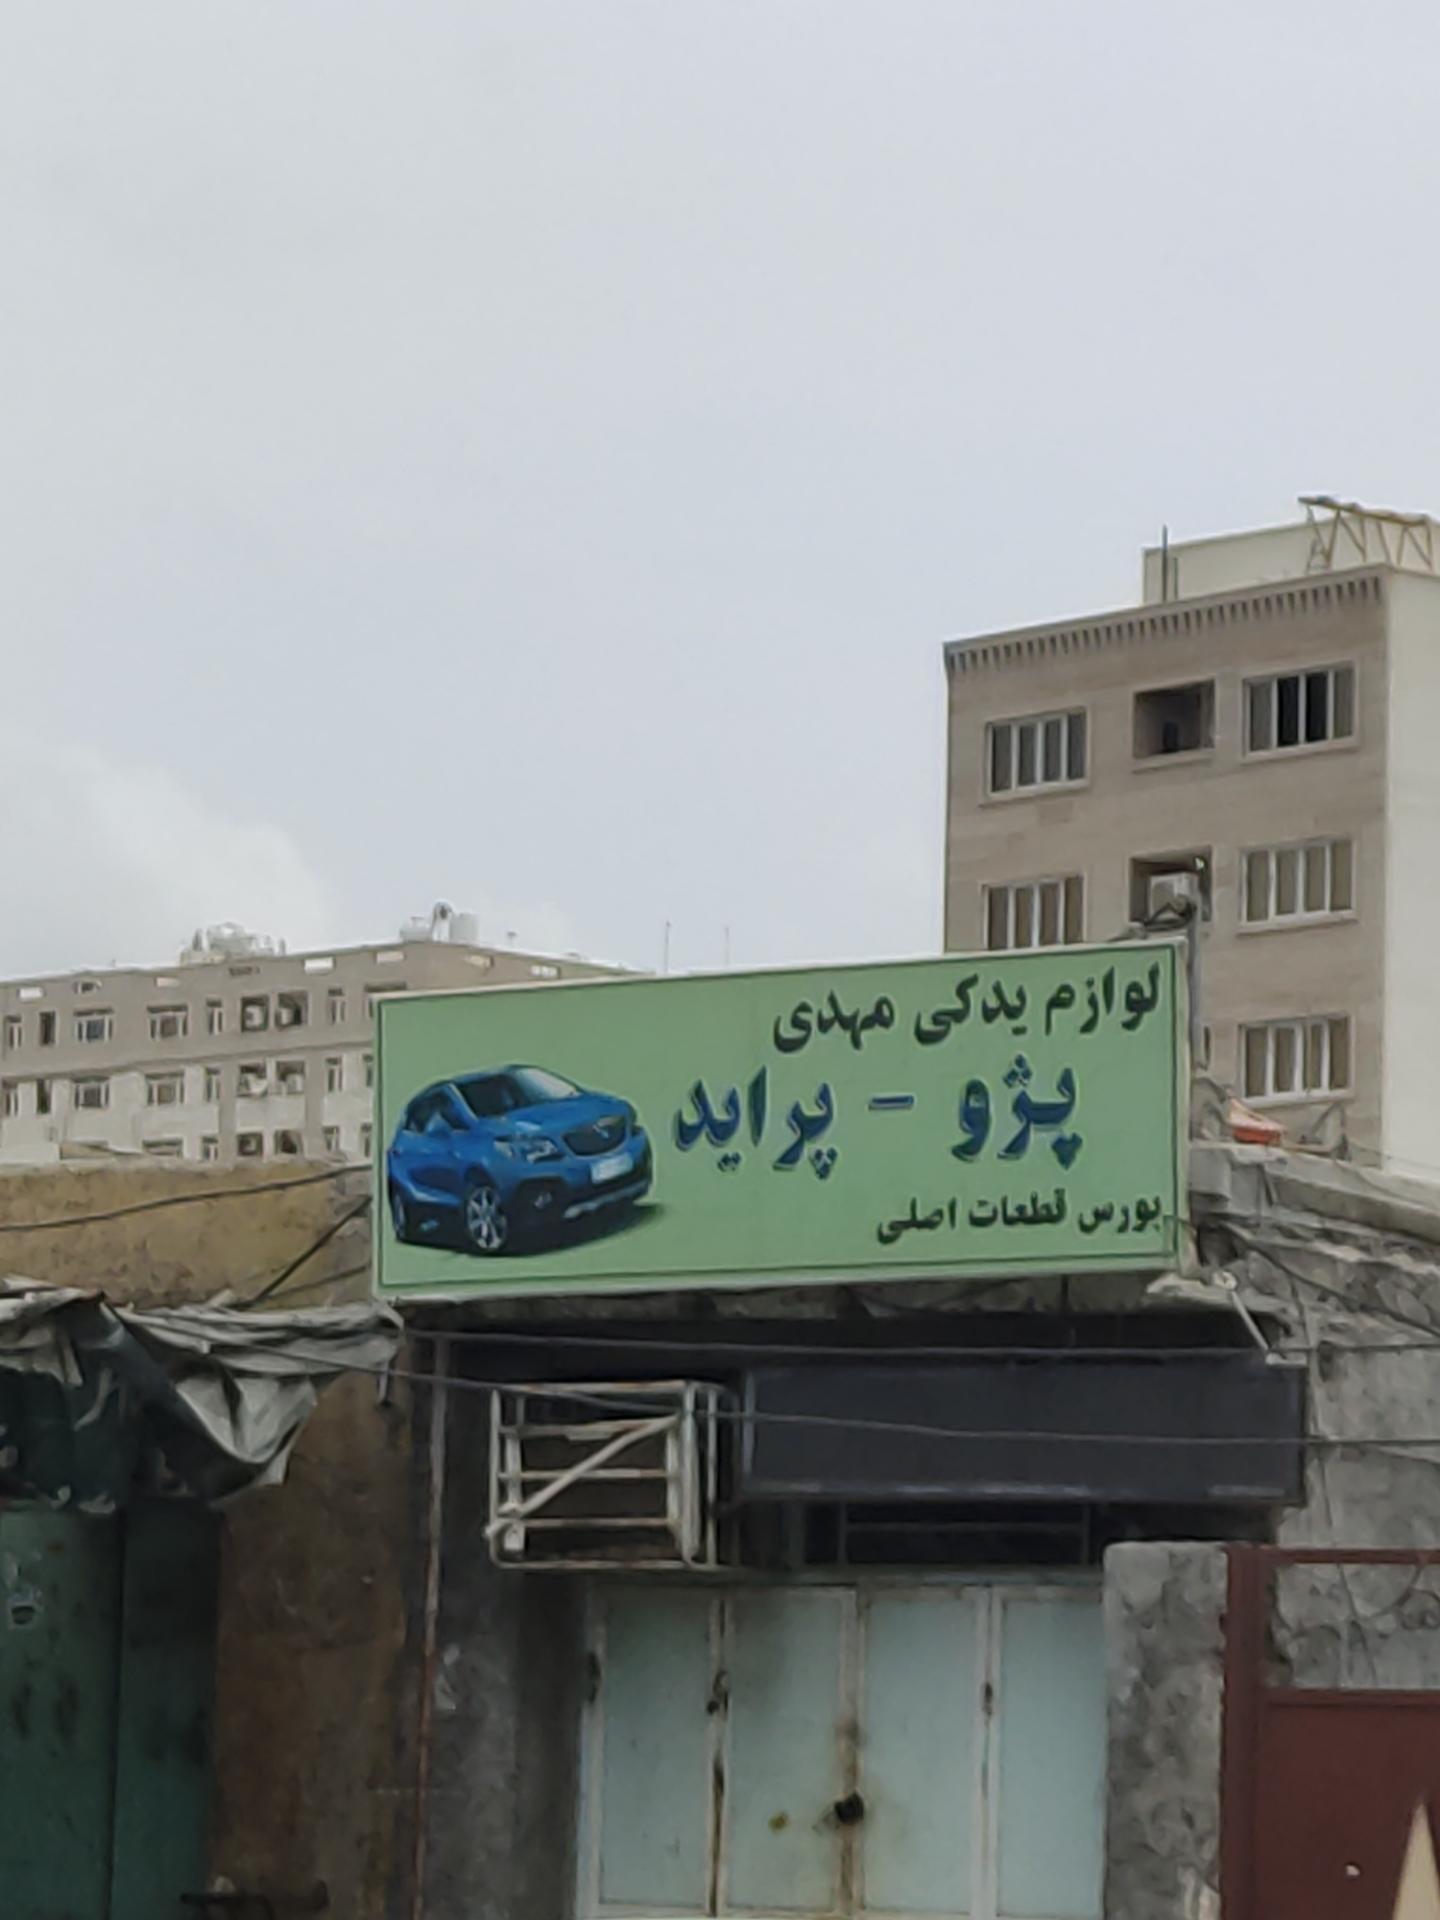 لوازم یدکی مهدی
پژو - پراید
بورس قطعات اصلی